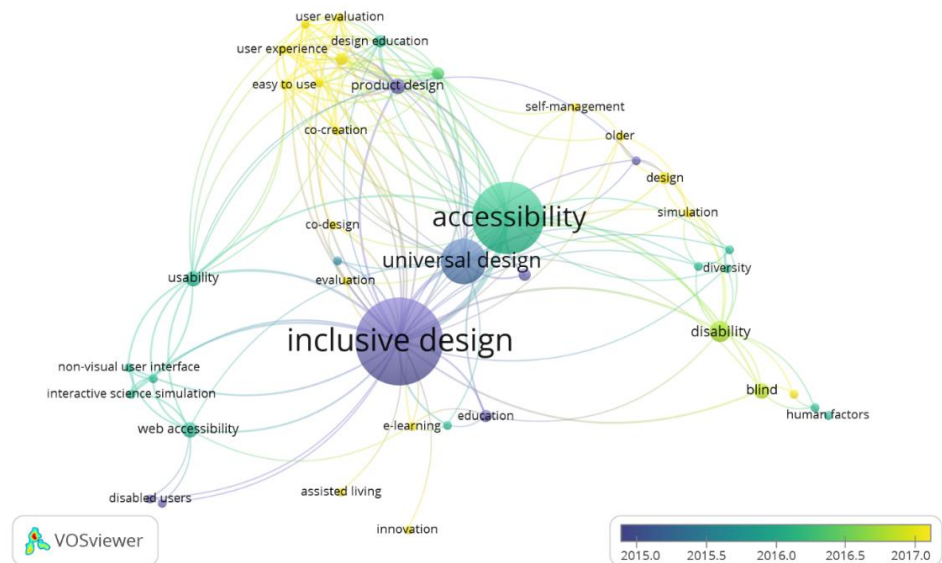 user evaluation
design education
user experience
easy to use
product design
co-creation
self-management
older
design
simulation
accessibility
co-design
universal design
diversity
usability
evaluation
inclusive design
disability
non-visual user interface
interactive science simulation
blind
web accessibility
education
human factors
e-learning
disabled users
assisted living
innovation
VOSviewer
2015.0 2015.5 2016.0 2016.5 2017.0